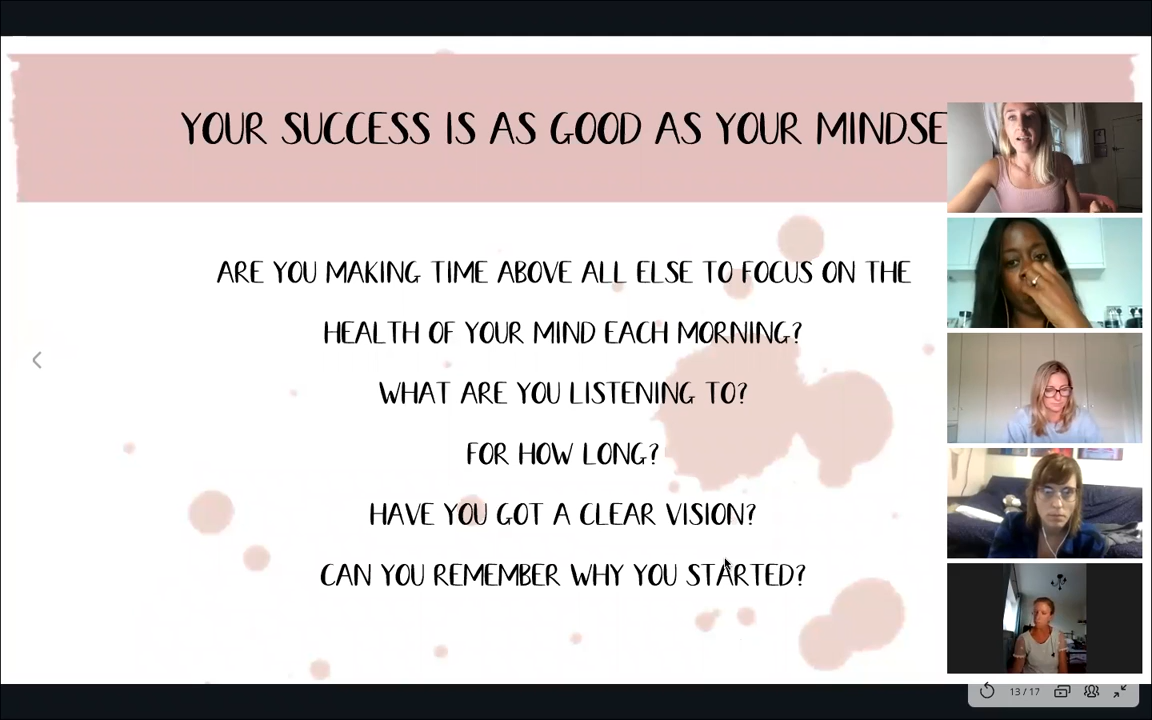 YOUR SUCCESS IS AS GOOD AS YOUR MINDSE
ARE YOU MAKING TIME ABOVE ALL ELSE TO FOCUS ON THE
HEALTH OF YOUR MIND EACH MORNING?
WHAT ARE YOU LISTENING TO?
FOR HOW LONG?
HAVE YOU GOT A CLEAR VISION?
CAN YOU REMEMBER WHY YOU STARTED?
13 / 17